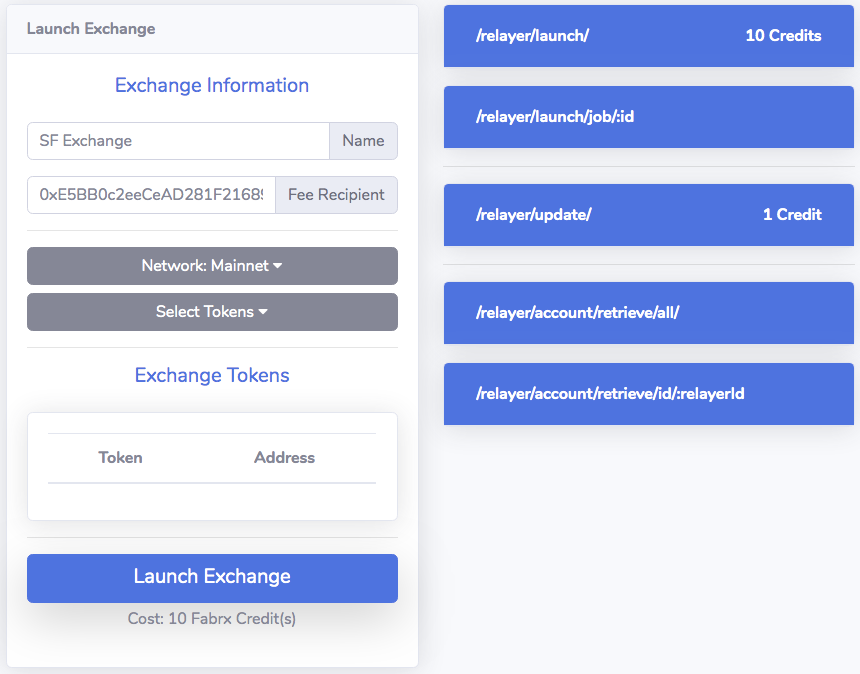 Launch Exchange
Exchange Information
SF Exchange Name
0xE5BB0c2eeCeAD281F21689 Fee Recipient
Network: Mainnet
Select Tokens
Exchange Tokens
Token Address
Launch Exchange
Cost: 10 Fabrx Credit(s)
/relayer/launch/ 10 Credits
/relayer/launch/job/:id
/relayer/update/ 1 Credit
/relayer/account/retrieve/all/
/relayer/account/retrieve/id/:relayerId